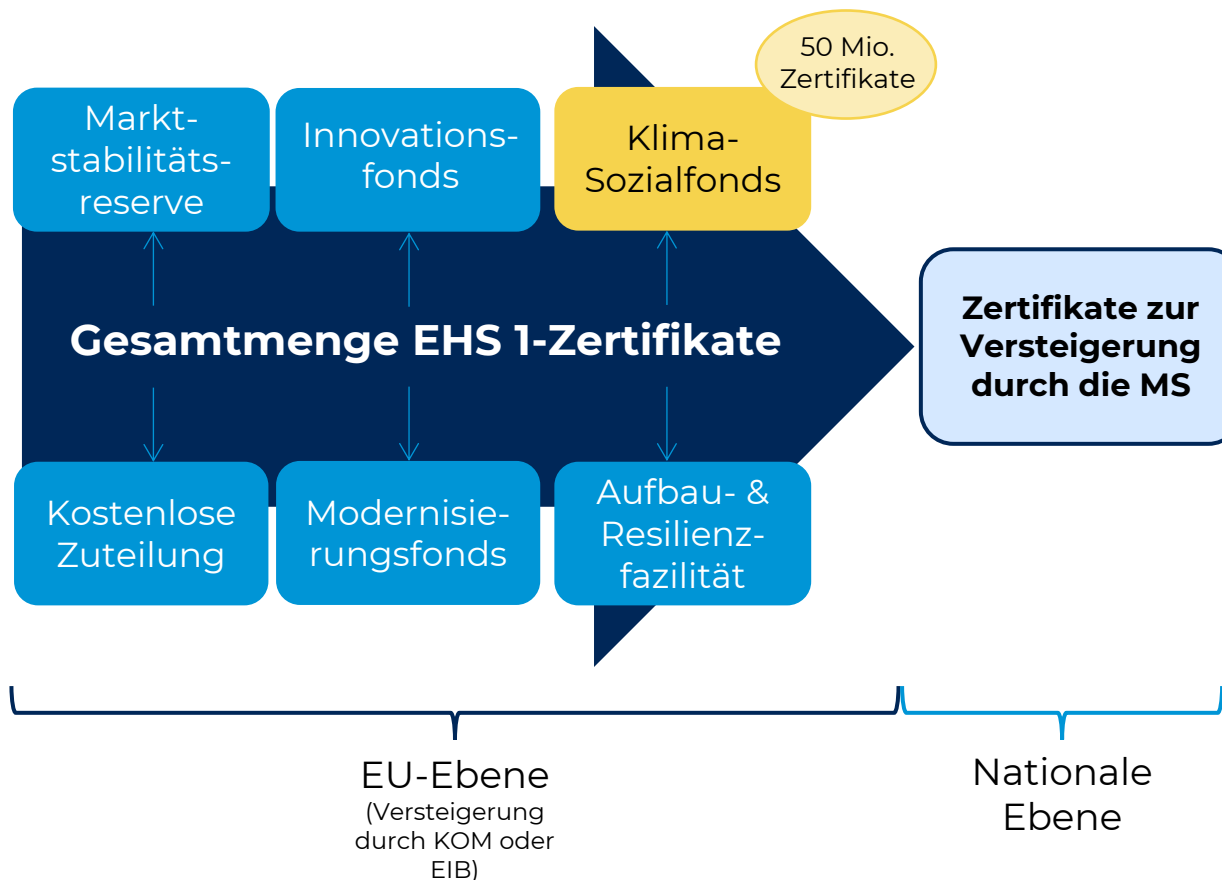 50 Mio.
Zertifikate
Markt-
stabilitäts-
reserve
Innovations-
fonds
Klima-
Sozialfonds
Gesamtmenge EHS 1-Zertifikate
Zertifikate zur
Versteigerung
durch die MS
Kostenlose
Zuteilung
Modernisie-
rungsfonds
Aufbau- &
Resilienz-
fazilität
EU-Ebene
(Versteigerung
durch KOM oder
EIB)
Nationale
Ebene